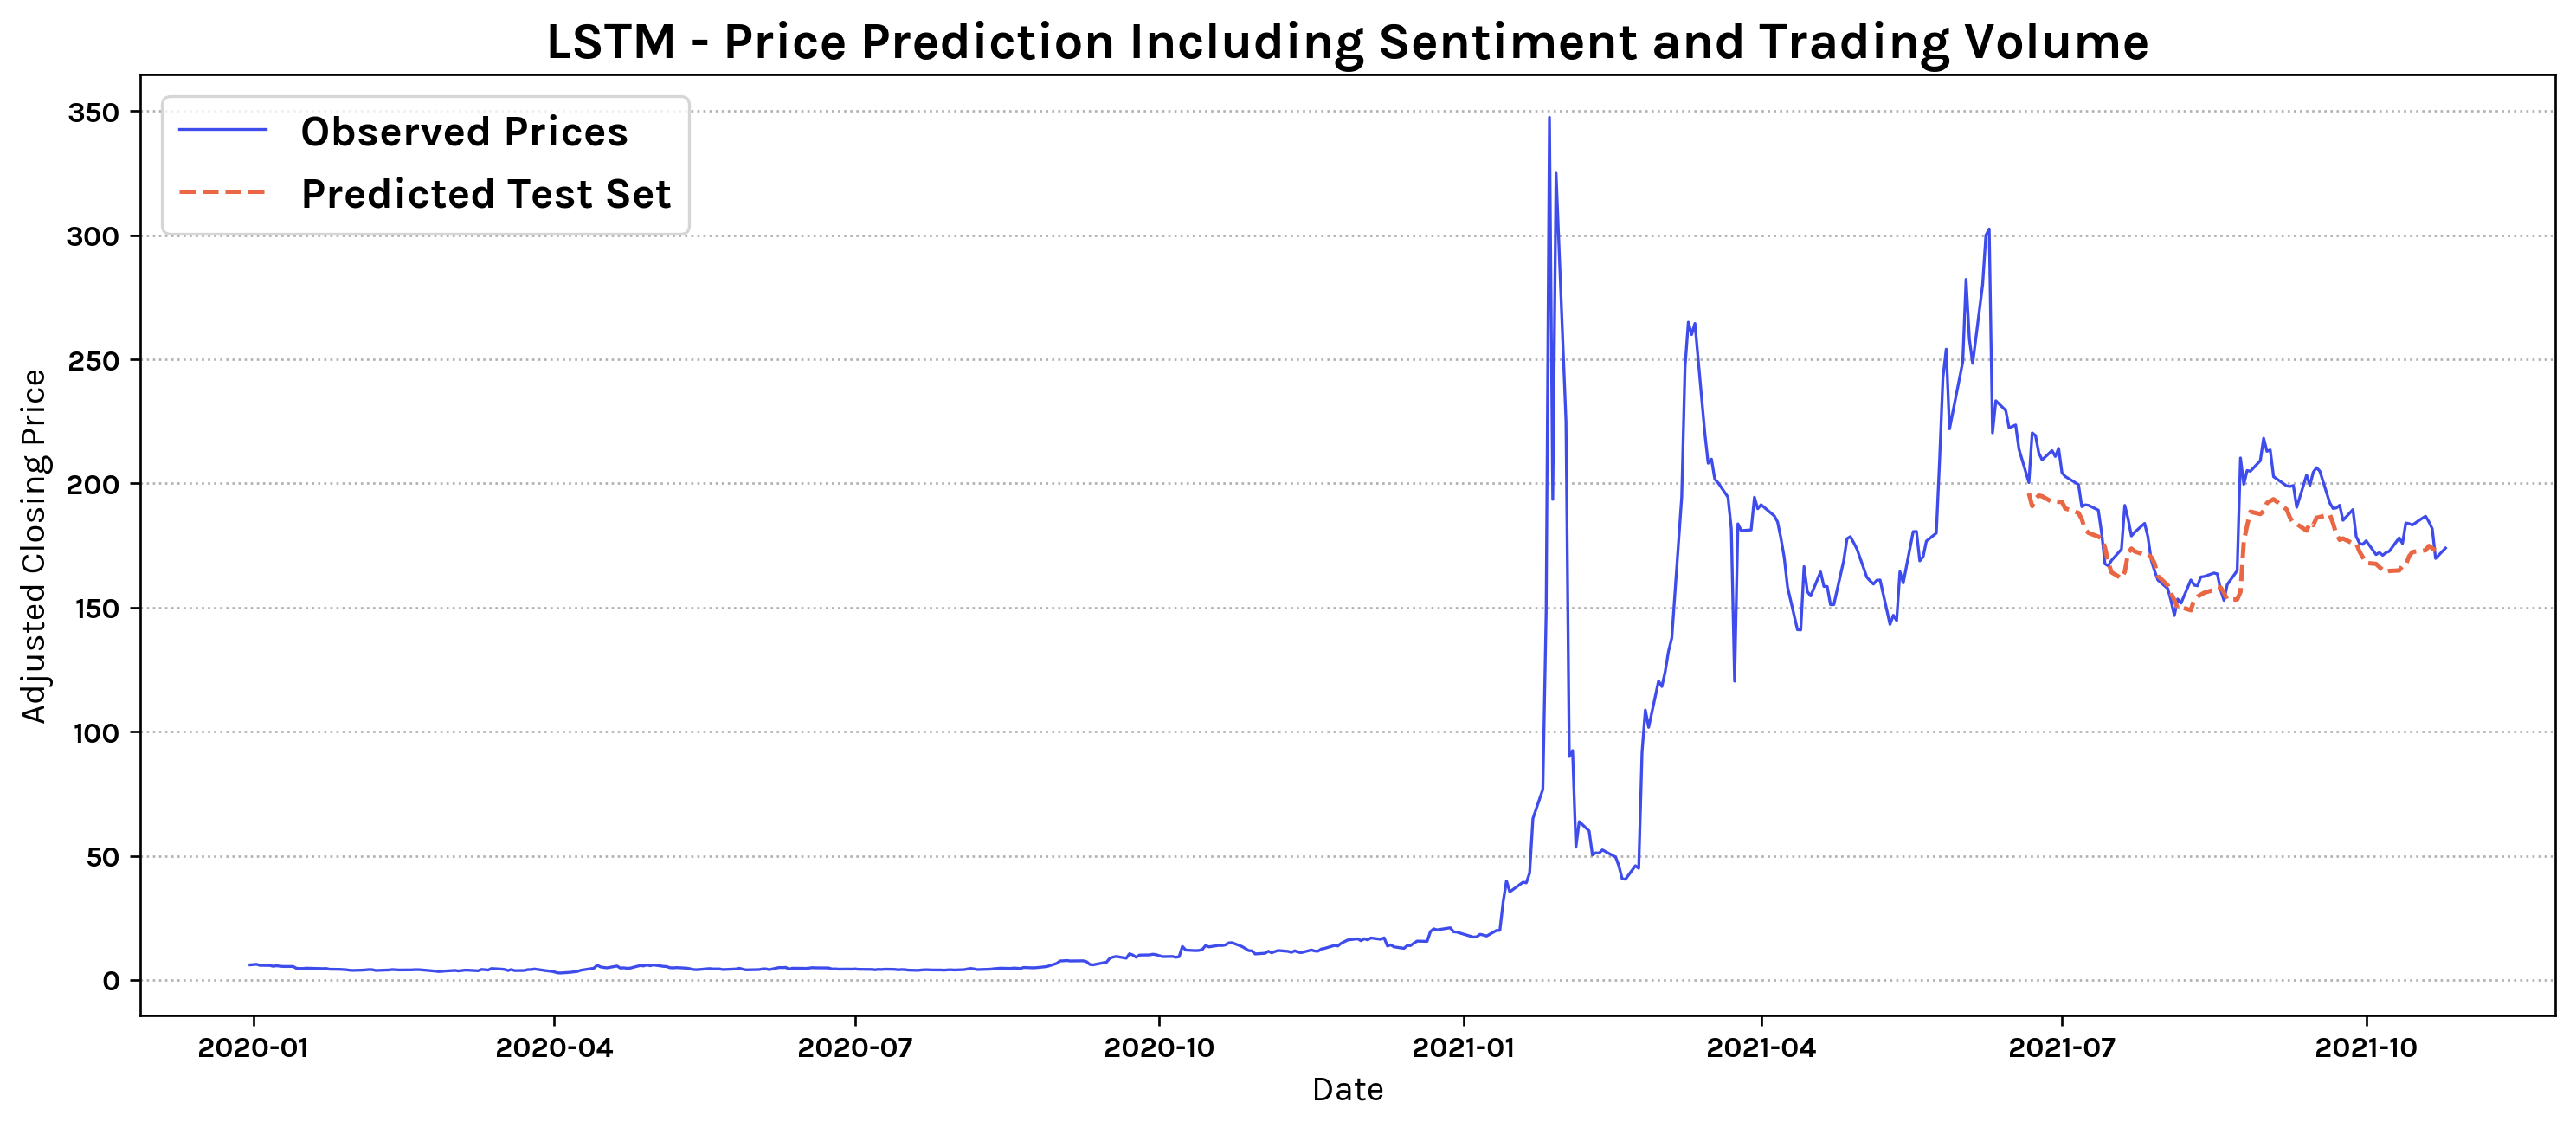 LSTM - Price Prediction Including Sentiment and Trading Volume
Observed Prices
Predicted Test Set
Adjusted Closing Price
350
300
250
200
150
100
50
0
2020-01 2020-04 2020-07 2020-10 2021-01 2021-04 2021-07 2021-10
Date